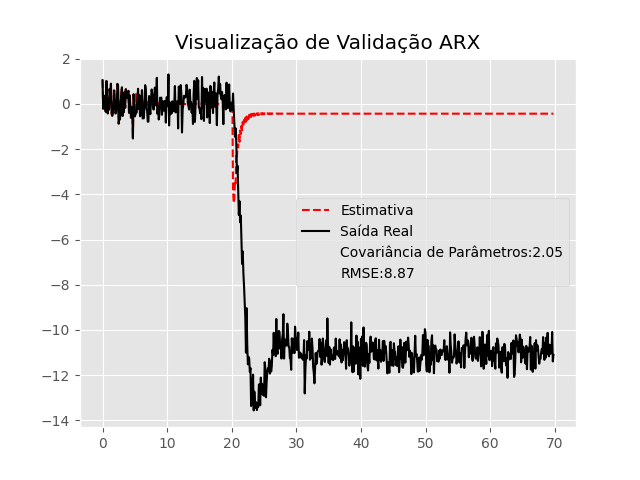 Visualização de Validação ARX
2
0
−2
−4
−6
−8
−10
−12
−14
Estimativa
Saída Real
Covariância de Parâmetros:2.05
RMSE:8.87
0 10 20 30 40 50 60 70